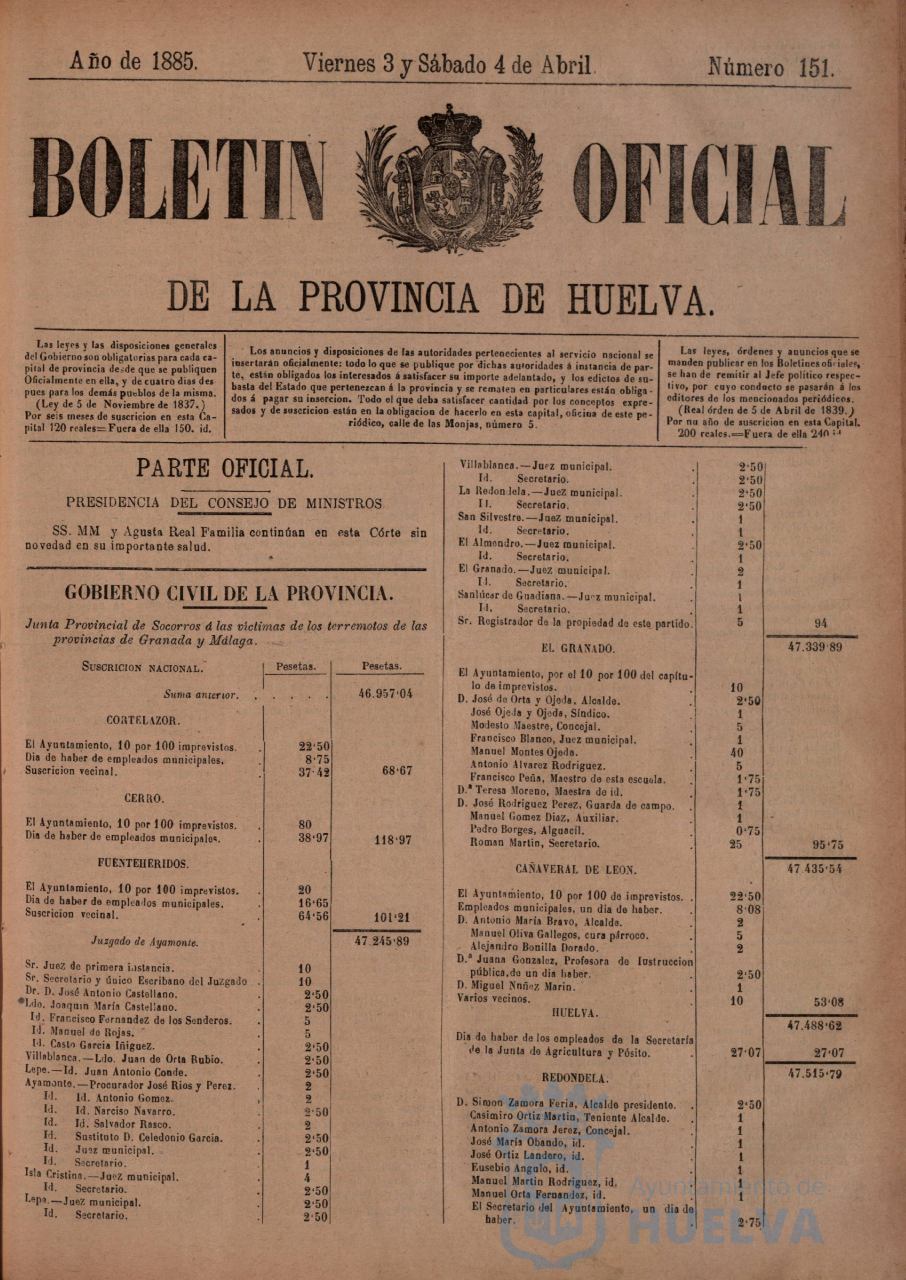 Año de 1885.
Viernes 3 y Sábado 4 de Abril.
Número 151.
BOLETIN OFICIAL
DE LA PROVINCIA DE HUELVA.
Las leyes y las disposiciones generales
del Gobierno son obligatorias para cada ca-
pital de provincia desde que se publiquen
Oficialmente en ella, y de cuatro dias des
pues para los demás pueblos de la misma.
(Ley de 5 de Noviembre de 1837.)
Por seis meses de suscricion en esta Ca-
pital 120 reales=Fuera de ella 150. id.
Los anuncios y disposiciones de las autoridades pertenecientes al servicio nacional se
insertarán oficialmente: todo lo que se publique por dichas autoridades á instancia de par-
te, están obligados los interesados á satisfacer su importe adelantado, y los edictos de su-
basta del Estado que pertenezcan á la provincia y se rematen en particulares están obliga-
dos á pagar su insercion. Todo el que deba satisfacer cantidad por los conceptos expre-
sados y de suscricion están en la obligacion de hacerlo en esta capital, oficina de este pe-
riódico, calle de las Monjas, número 5.
Las leyes, órdenes y anuncios que se
manden publicar en los Boletines oficiales,
se han de remitir al Jefe político respec-
tivo, por cuyo conducto se pasarán á los
editores de los mencionados periódicos.
(Real órden de 5 de Abril de 1839.)
Por nu año de suscricion en esta Capital.
200 reales.=Fuera de ella 240
PARTE OFICIAL.
PRESIDENCIA DEL CONSEJO DE MINISTROS
SS. MM y Agusta Real Familia continúan en esta Córte sin
novedad en su importante salud.
GOBIERNO CIVIL DE LA PROVINCIA.
Junta Provincial de Socorros á las victimas de los terremotos de las
provincias de Granada y Málaga.
SUSCRICION NACIONAL. Pesetas. Pesetas.
Suma anterior. . . . . . 46.957·04
CORTELAZOR.
El Ayuntamiento, 10 por 100 imprevistos. . 22·50
Dia de haber de empleados municipales. . 8·75
Suscricion vecinal. . 37·42 68·67
CERRO.
El Ayuntamiento, 10 por 100 imprevistos. . 80
Dia de haber de empleados municipales. . 38·97 118·97
FUENTEHERIDOS.
El Ayuntamiento, 10 por 100 imprevistos. . 20
Dia de haber de empleados municipales. . 16·65
Suscricion vecinal. . 64·56 101·21
Juzgado de Ayamonte. 47.245·89
Sr. Juez de primera instancia. . 10
Sr. Secretario y único Escribano del Juzgado . 10
Dr. D. José Antonio Castellano. . 2·50
Ldo. Joaquin María Castellano. . 2·50
Id. Francisco Fernandez de los Senderos. . 5
Id. Manuel de Rojas. . 5
Id. Casto Garcia Iñiguez. . 2·50
Villablanca.—Ldo. Juan de Orta Rubio. . 2·50
Lepe.—Id. Juan Antonio Conde. . 2·50
Ayamonte.—Procurador José Rios y Perez. . 2
Id. Id. Antonio Gomez. . 2
Id. Id. Narciso Navarro. . 2·50
Id. Id. Salvador Rasco. . 2
Id. Sustituto D. Celedonio Garcia. . 2·50
Id. Juez municipal. . 2·50
Id. Secretario. . 1
Isla Cristina.—Juez municipal. . 4
Id. Secretario. . 2·50
Lepe.—Juez municipal. . 2·50
Id. Secretario. . 2·50
Villablanca.—Juez municipal. . 2·50
Id. Secretario. . 2·50
La Redondela.—Juez municipal. . 2·50
Id. Secretario. . 2·50
San Silvestre.—Juez municipal. . 1
Id. Secretario. . 1
El Almendro.—Juez municipal. . 2·50
Id. Secretario. . 1
El Granado.—Juez municipal. . 2
Id. Secretario. . 1
Sanlúcar de Guadiana.—Juez municipal. . 1
Id. Secretario. . 1
Sr. Registrador de la propiedad de este partido. . 5 94
EL GRANADO. 47.339·89
El Ayuntamiento, por el 10 por 100 del capítu-
lo de imprevistos. . 10
D. José de Orta y Ojeda, Alcalde. . 2·50
José Ojeda y Ojeda, Síndico. . 1
Modesto Maestre, Concejal. . 5
Francisco Blanco, Juez municipal. . 1
Manuel Montes Ojeda. . 40
Antonio Alvarez Rodriguez. . 5
Francisco Peña, Maestro de esta escuela. . 1·75
D.ª Teresa Moreno, Maestra de id. . 1·75
D. José Rodriguez Perez, Guarda de campo. . 1
Manuel Gomez Diaz, Auxiliar. . 1
Pedro Borges, Alguacíl. . 0·75
Roman Martin, Secretario. . 25 95·75
CAÑAVERAL DE LEON. 47.435·54
El Ayuntamiento, 10 por 100 de imprevistos. . 22·50
Empleados municipales, un dia de haber. . 8·08
D. Antonio María Bravo, Alcalde. . 2
Manuel Oliva Gallegos, cura párroco. . 5
Alejandro Bonilla Dorado. . 2
D.ª Juana Gonzalez, Profesora de Instruccion
pública,de un dia haber. . 2·50
D. Miguel Nuñez Marin. . 1
Varios vecinos. . 10 53·08
HUELVA.
47.488·62
Dia de haber de los empleados de la Secretaría
de la Junta de Agricultura y Pósito. . 27·07 27·07
REDONDELA. 47.515·79
D. Simon Zamora Feria, Alcalde presidente. . 2·50
Casimiro Ortiz Martin, Teniente Alcalde. . 1
Antonio Zamora Jerez, Concejal. . 1
José María Obando, id. . 1
José Ortiz Landero, id. . 1
Eusebio Angulo, id. . 1
Manuel Martin Rodriguez, id. . 1
Manuel Orta Fernandez, id. . 1
El Secretario del Ayuntamiento, un dia de
haber. . 2·75
Ayuntamiento de
HUELVA